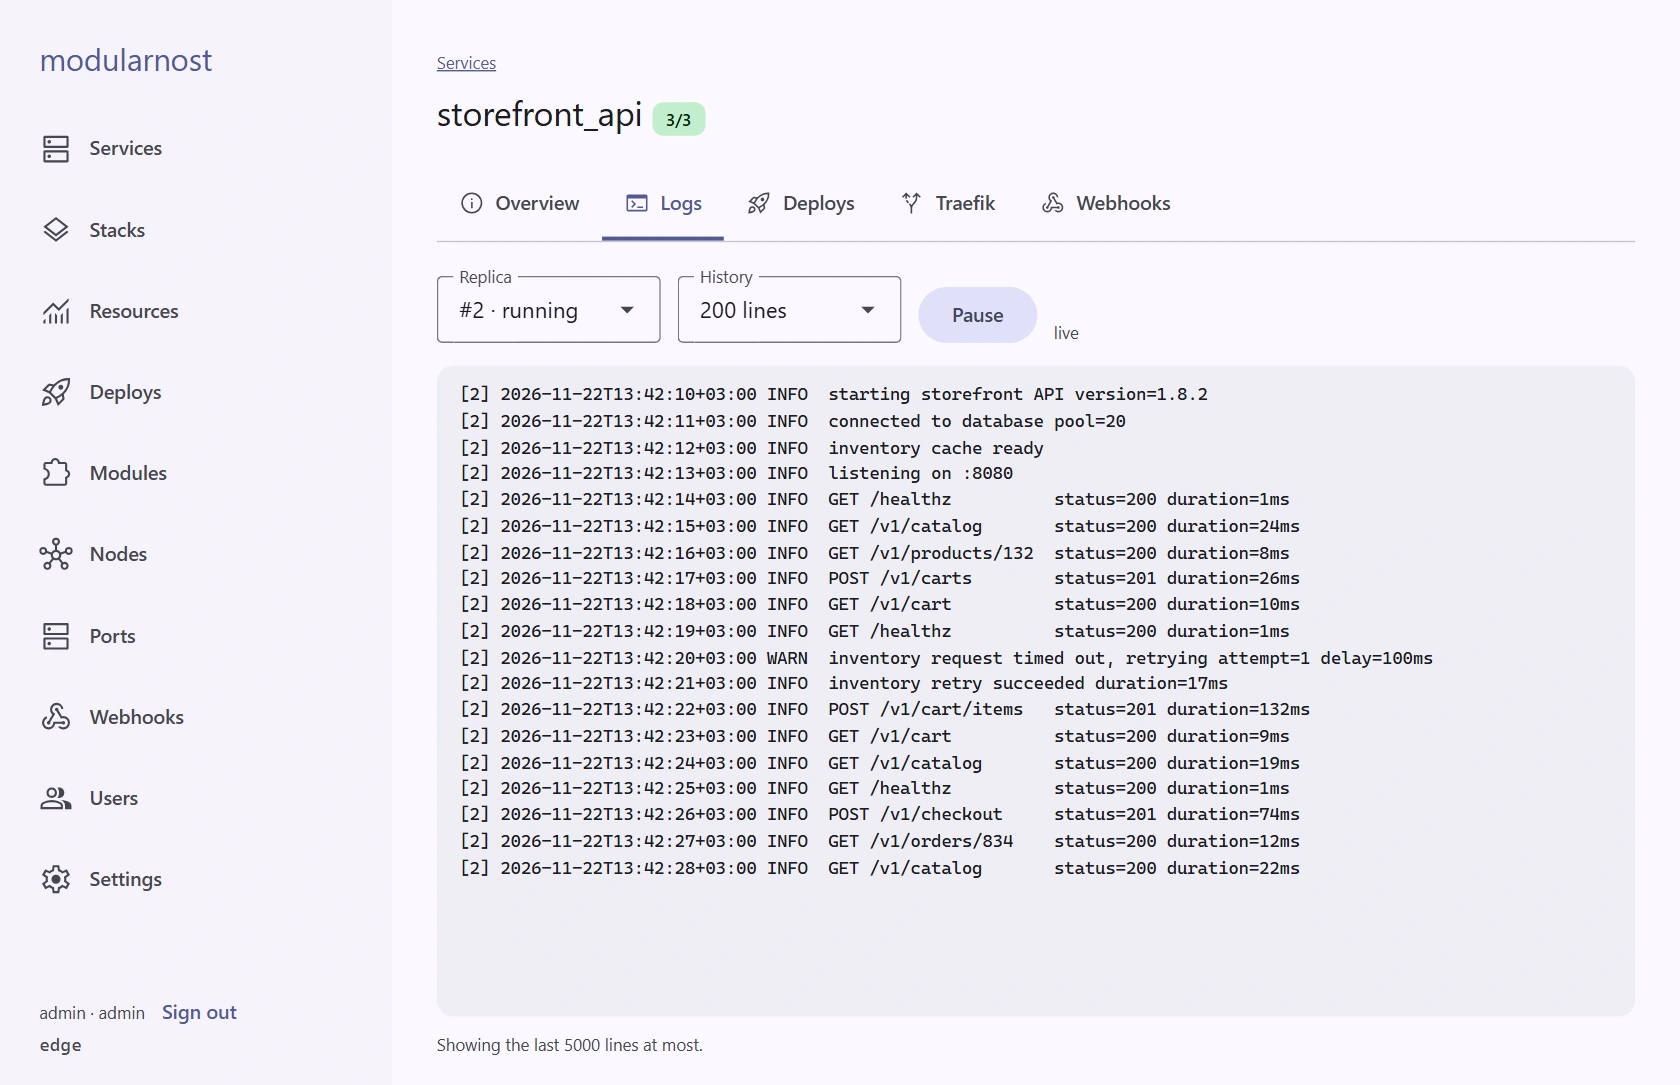 modularnost
Services
Stacks
Resources
Deploys
Modules
Nodes
Ports
Webhooks
Users
Settings
admin · admin Sign out
edge
Services
storefront_api 3/3
Overview Logs Deploys Traefik Webhooks
Replica History
#2 · running 200 lines Pause live
[2] 2026-11-22T13:42:10+03:00 INFO  starting storefront API version=1.8.2
[2] 2026-11-22T13:42:11+03:00 INFO  connected to database pool=20
[2] 2026-11-22T13:42:12+03:00 INFO  inventory cache ready
[2] 2026-11-22T13:42:13+03:00 INFO  listening on :8080
[2] 2026-11-22T13:42:14+03:00 INFO  GET /healthz          status=200 duration=1ms
[2] 2026-11-22T13:42:15+03:00 INFO  GET /v1/catalog       status=200 duration=24ms
[2] 2026-11-22T13:42:16+03:00 INFO  GET /v1/products/132  status=200 duration=8ms
[2] 2026-11-22T13:42:17+03:00 INFO  POST /v1/carts        status=201 duration=26ms
[2] 2026-11-22T13:42:18+03:00 INFO  GET /v1/cart          status=200 duration=10ms
[2] 2026-11-22T13:42:19+03:00 INFO  GET /healthz          status=200 duration=1ms
[2] 2026-11-22T13:42:20+03:00 WARN  inventory request timed out, retrying attempt=1 delay=100ms
[2] 2026-11-22T13:42:21+03:00 INFO  inventory retry succeeded duration=17ms
[2] 2026-11-22T13:42:22+03:00 INFO  POST /v1/cart/items   status=201 duration=132ms
[2] 2026-11-22T13:42:23+03:00 INFO  GET /v1/cart          status=200 duration=9ms
[2] 2026-11-22T13:42:24+03:00 INFO  GET /v1/catalog       status=200 duration=19ms
[2] 2026-11-22T13:42:25+03:00 INFO  GET /healthz          status=200 duration=1ms
[2] 2026-11-22T13:42:26+03:00 INFO  POST /v1/checkout     status=201 duration=74ms
[2] 2026-11-22T13:42:27+03:00 INFO  GET /v1/orders/834    status=200 duration=12ms
[2] 2026-11-22T13:42:28+03:00 INFO  GET /v1/catalog       status=200 duration=22ms
Showing the last 5000 lines at most.